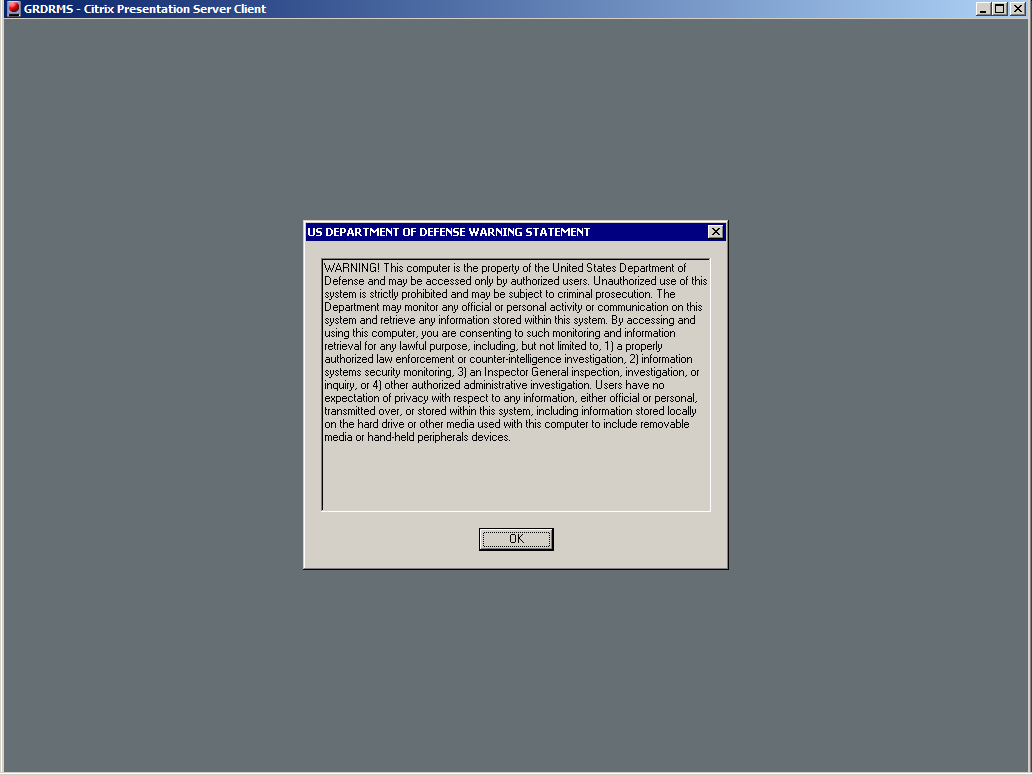 GRDRMS - Citrix Presentation Server Client
US DEPARTMENT OF DEFENSE WARNING STATEMENT
WARNING! This computer is the property of the United States Department of
Defense and may be accessed only by authorized users. Unauthorized use of this
system is strictly prohibited and may be subject to criminal prosecution. The
Department may monitor any official or personal activity or communication on this
system and retrieve any information stored within this system. By accessing and
using this computer, you are consenting to such monitoring and information
retrieval for any lawful purpose, including, but not limited to, 1) a properly
authorized law enforcement or counter-intelligence investigation, 2) information
systems security monitoring, 3) an Inspector General inspection, investigation, or
inquiry, or 4) other authorized administrative investigation. Users have no
expectation of privacy with respect to any information, either official or personal,
transmitted over, or stored within this system, including information stored locally
on the hard drive or other media used with this computer to include removable
media or hand-held peripherals devices.
OK